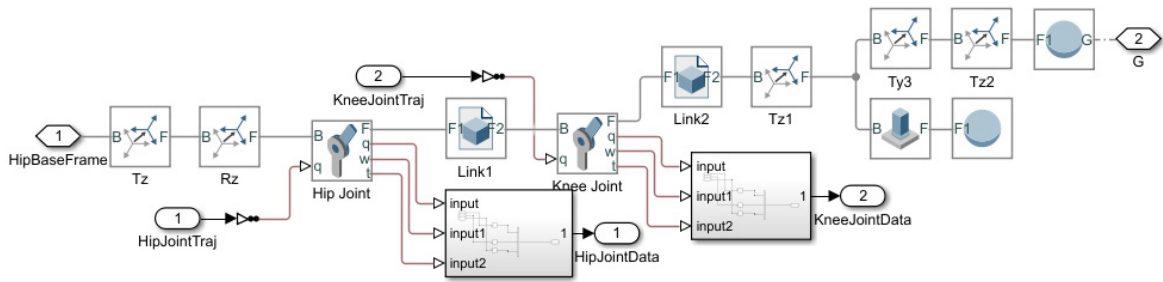 1
HipBaseFrame
B
F
Tz
B
F
Rz
1
HipJointTraj
B
q
F
q
w
t
Hip Joint
2
KneeJointTraj
F1
F2
Link1
input
input1
input2
1
1
HipJointData
B
q
F
q
w
t
Knee Joint
F1
F2
Link2
B
F
Tz1
input
input1
input2
1
2
KneeJointData
B
F
Ty3
B
F
Tz2
F1
G
2
G
B
F
F1